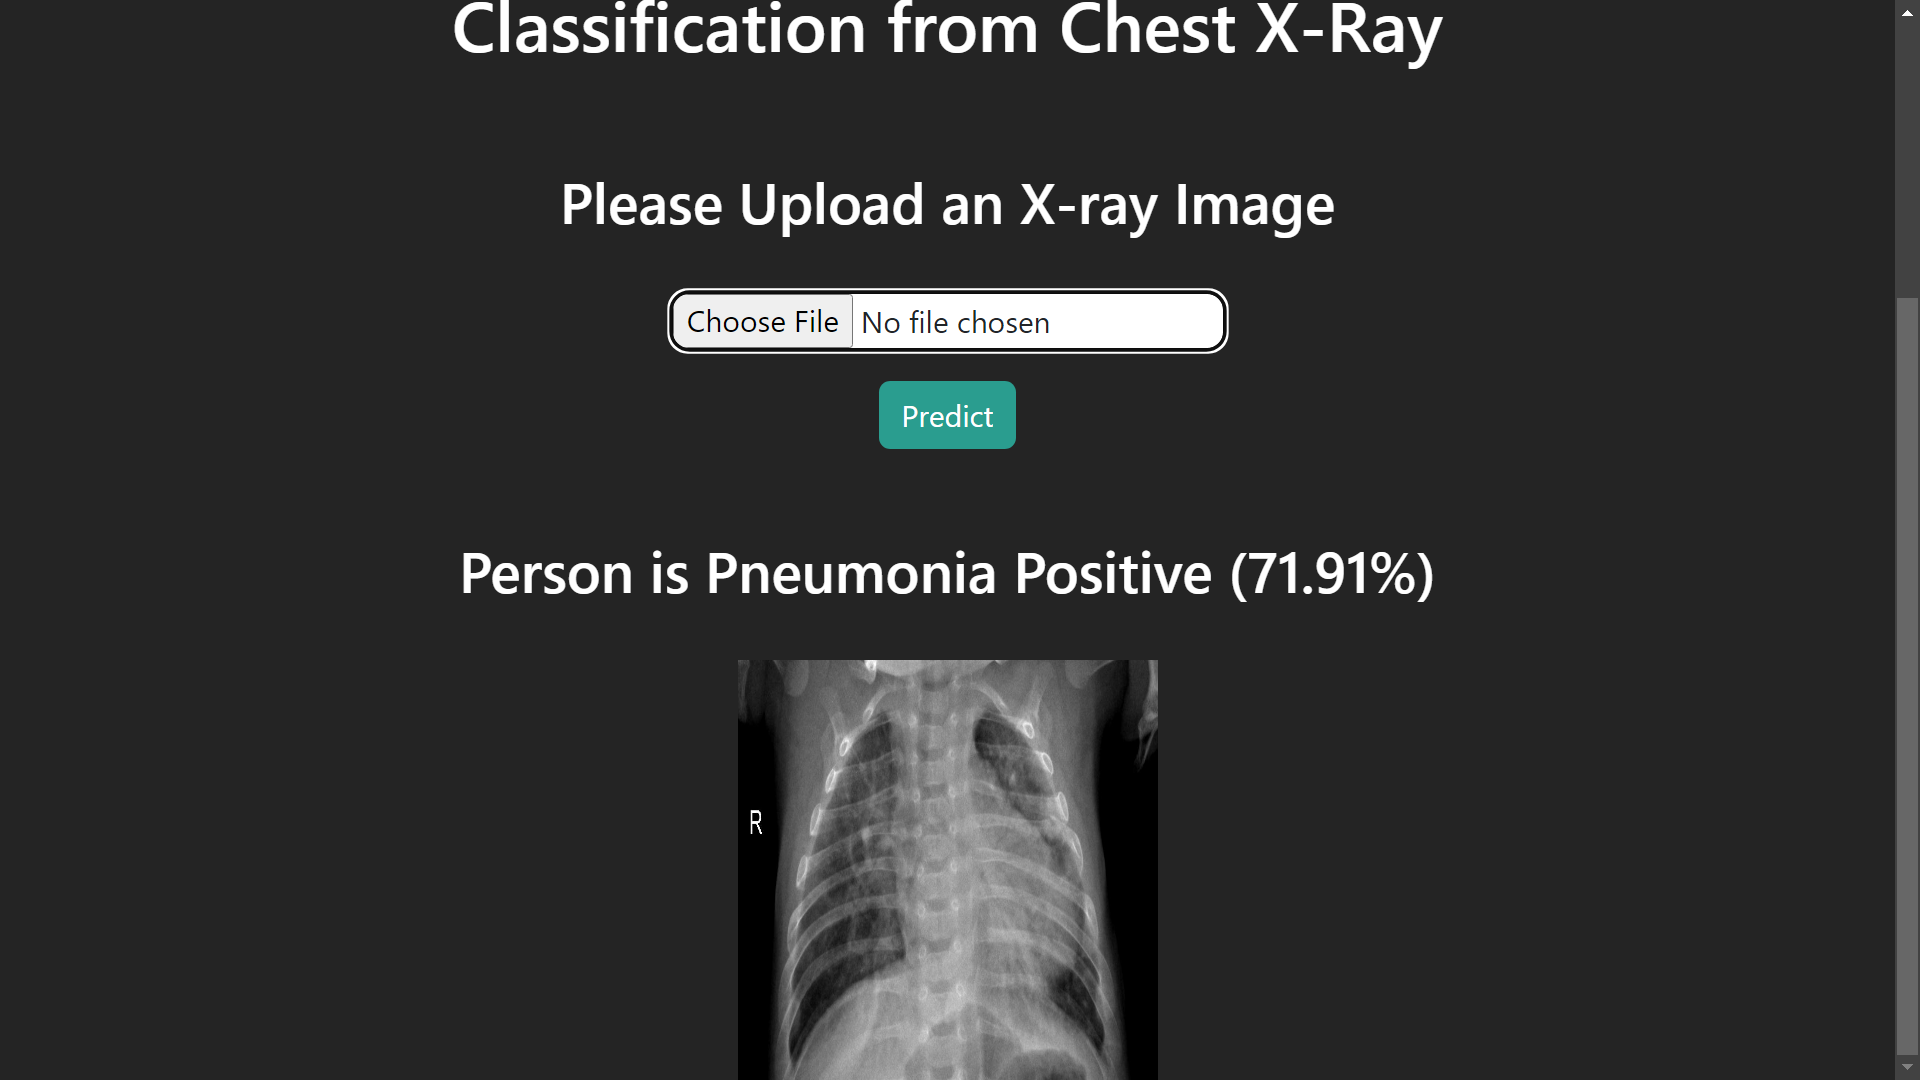 Classification from Chest X-Ray
Please Upload an X-ray Image
Choose File No file chosen
Predict
Person is Pneumonia Positive (71.91%)
R